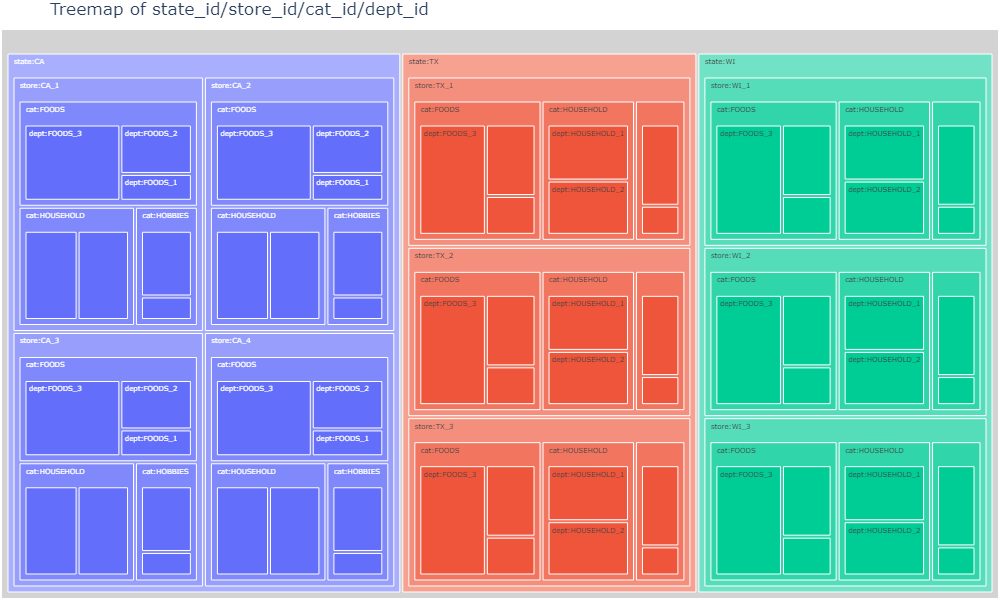 Treemap of state_id/store_id/cat_id/dept_id
state:CA
store:CA_1
cat:FOODS
dept:FOODS_3
dept:FOODS_2
dept:FOODS_1
cat:HOUSEHOLD
cat:HOBBIES
store:CA_2
cat:FOODS
dept:FOODS_3
dept:FOODS_2
dept:FOODS_1
cat:HOUSEHOLD
cat:HOBBIES
store:CA_3
cat:FOODS
dept:FOODS_3
dept:FOODS_2
dept:FOODS_1
cat:HOUSEHOLD
cat:HOBBIES
store:CA_4
cat:FOODS
dept:FOODS_3
dept:FOODS_2
dept:FOODS_1
cat:HOUSEHOLD
cat:HOBBIES
state:TX
store:TX_1
cat:FOODS
dept:FOODS_3
cat:HOUSEHOLD
dept:HOUSEHOLD_1
dept:HOUSEHOLD_2
store:TX_2
cat:FOODS
dept:FOODS_3
cat:HOUSEHOLD
dept:HOUSEHOLD_1
dept:HOUSEHOLD_2
store:TX_3
cat:FOODS
dept:FOODS_3
cat:HOUSEHOLD
dept:HOUSEHOLD_1
dept:HOUSEHOLD_2
state:WI
store:WI_1
cat:FOODS
dept:FOODS_3
cat:HOUSEHOLD
dept:HOUSEHOLD_1
dept:HOUSEHOLD_2
store:WI_2
cat:FOODS
dept:FOODS_3
cat:HOUSEHOLD
dept:HOUSEHOLD_1
dept:HOUSEHOLD_2
store:WI_3
cat:FOODS
dept:FOODS_3
cat:HOUSEHOLD
dept:HOUSEHOLD_1
dept:HOUSEHOLD_2